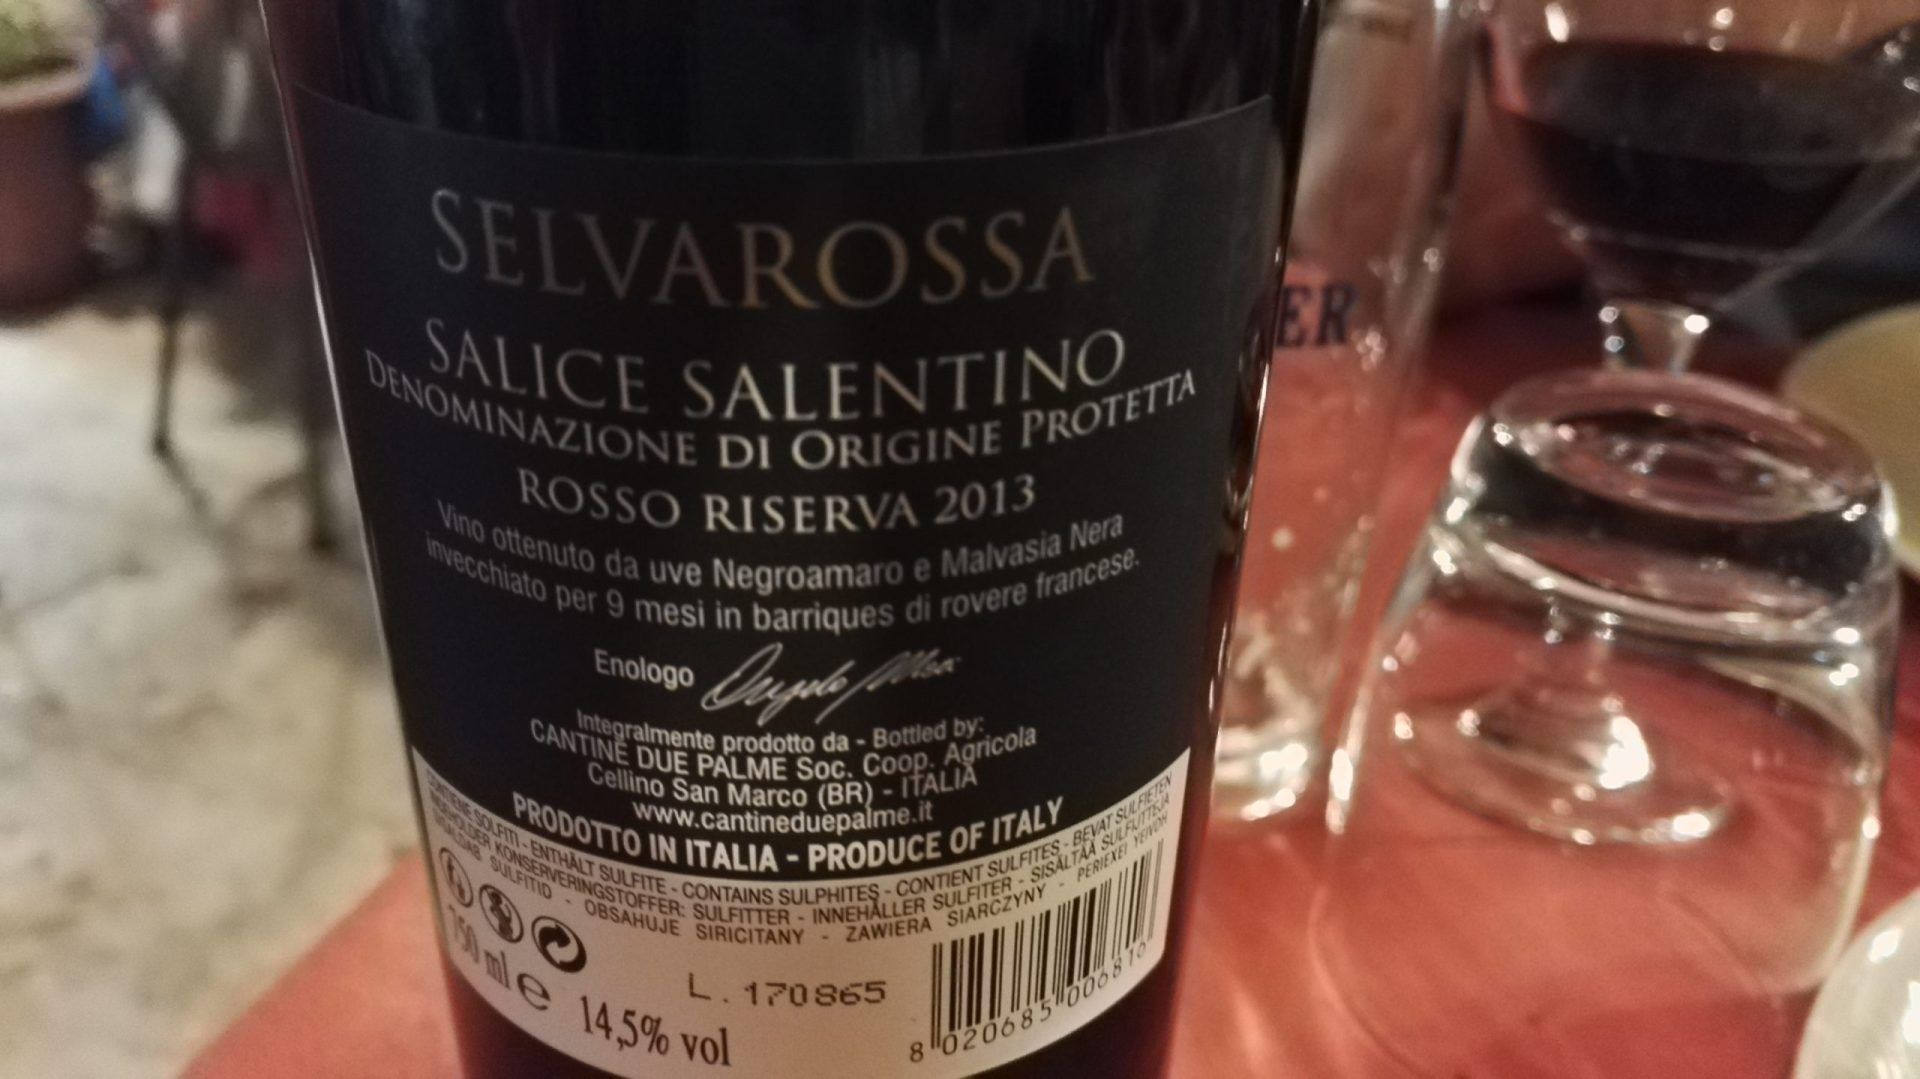 SELVAROSSA
SALICE SALENTINO
DENOMINAZIONE DI ORIGINE PROTETTA
ROSSO RISERVA 2013
Vino ottenuto da uve Negroamaro e Malvasia Nera
invecchiato per 9 mesi in barriques di rovere francese.
Enologo
Integralmente prodotto da - Bottled by:
CANTINE DUE PALME Soc. Coop. Agricola
Cellino San Marco (BR) - ITALIA
www.cantineduepalme.it
PRODOTTO IN ITALIA - PRODUCE OF ITALY
CONTIENE SOLFITI - ENTHÄLT SULFITE - CONTAINS SULPHITES - CONTIENT SULFITES - BEVAT SULFIETEN
INDEHOLDER KONSERVERINGSTOFFER: SULFITTER - INNEHÅLLER SULFITER - SISÄLTÄÄ SULFIITTEJA
SULFITID - OBSAHUJE SIRICITANY - ZAWIERA SIARCZYNY - PERIEXEI
750 ml e 14,5% vol
L. 170865
8 020685 006810
ER